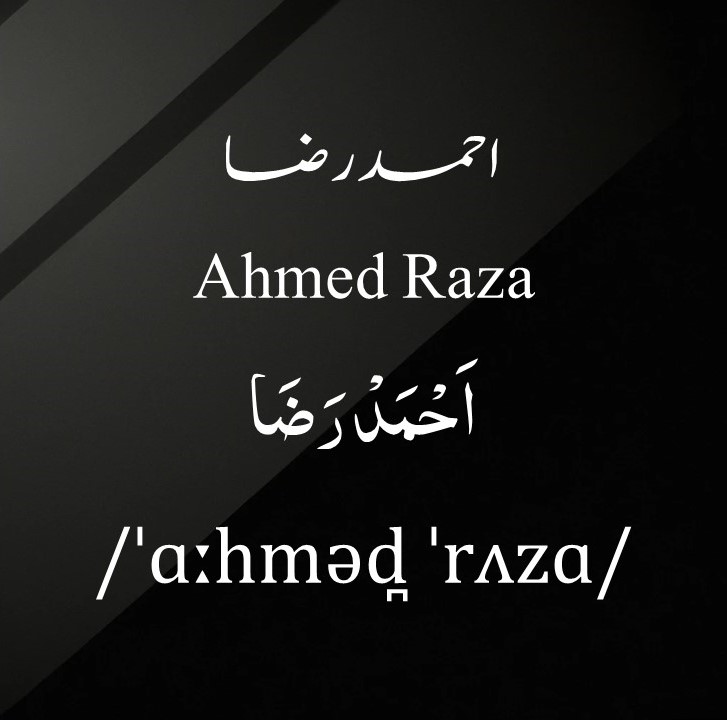 احمد رضا
Ahmed Raza
اَحْمَدْ رَضَا
/ˈɑːhməd̪ ˈrʌzɑ/